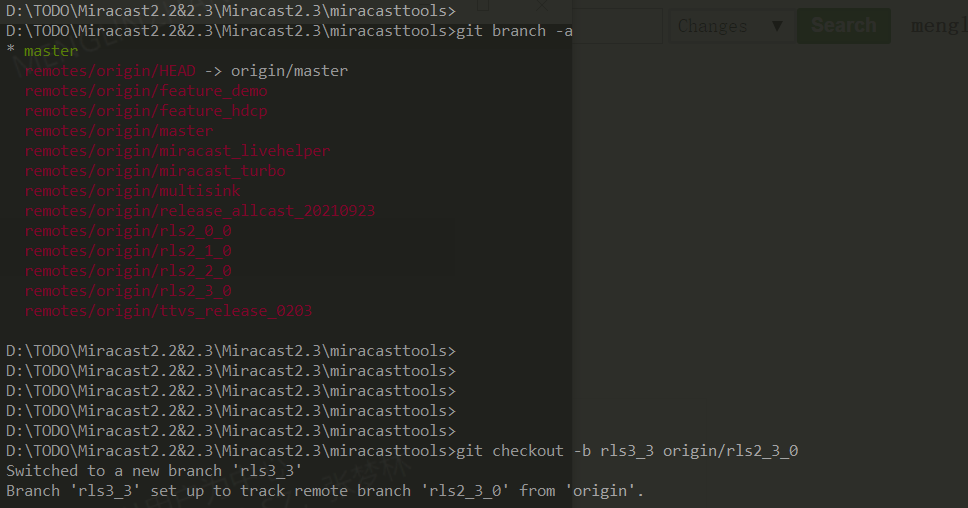 D:\TODO\Miracast2.2&2.3\Miracast2.3\miracasttools>
D:\TODO\Miracast2.2&2.3\Miracast2.3\miracasttools>git branch -a
Changes ▼ Search
* master
remotes/origin/HEAD -> origin/master
remotes/origin/feature_demo
remotes/origin/feature_hdcp
remotes/origin/master
remotes/origin/miracast_livehelper
remotes/origin/miracast_turbo
remotes/origin/multisink
remotes/origin/release_allcast_20210923
remotes/origin/rls2_0_0
remotes/origin/rls2_1_0
remotes/origin/rls2_2_0
remotes/origin/rls2_3_0
remotes/origin/ttvs_release_0203
D:\TODO\Miracast2.2&2.3\Miracast2.3\miracasttools>
D:\TODO\Miracast2.2&2.3\Miracast2.3\miracasttools>
D:\TODO\Miracast2.2&2.3\Miracast2.3\miracasttools>
D:\TODO\Miracast2.2&2.3\Miracast2.3\miracasttools>
D:\TODO\Miracast2.2&2.3\Miracast2.3\miracasttools>
D:\TODO\Miracast2.2&2.3\Miracast2.3\miracasttools>git checkout -b rls3_3 origin/rls2_3_0
Switched to a new branch 'rls3_3'
Branch 'rls3_3' set up to track remote branch 'rls2_3_0' from 'origin'.